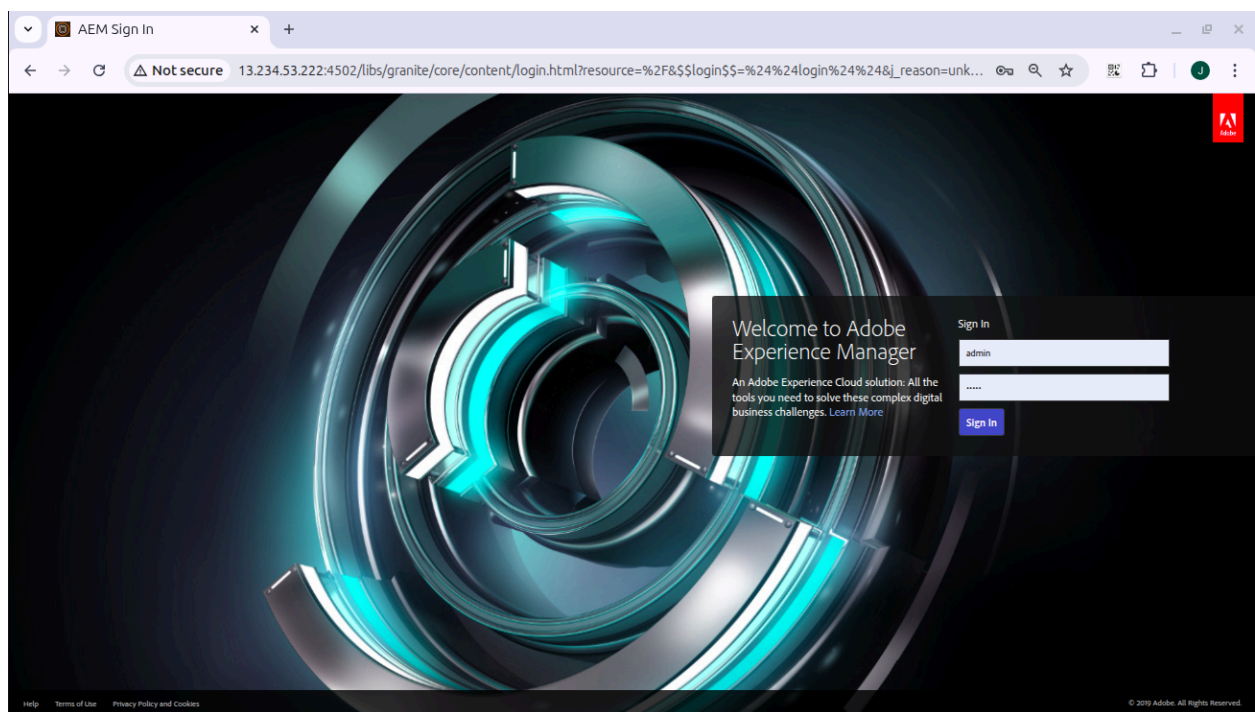 AEM Sign In
Not secure 13.234.53.222:4502/libs/granite/core/content/login.html?resource=%2F&$$login$$=%24%24login%24%24&j_reason=unk...
J
Adobe
Welcome to Adobe
Experience Manager
An Adobe Experience Cloud solution: All the
tools you need to solve these complex digital
business challenges. Learn More
Sign In
admin
•••••
Sign In
Help Terms of Use Privacy Policy and Cookies
© 2019 Adobe. All Rights Reserved.